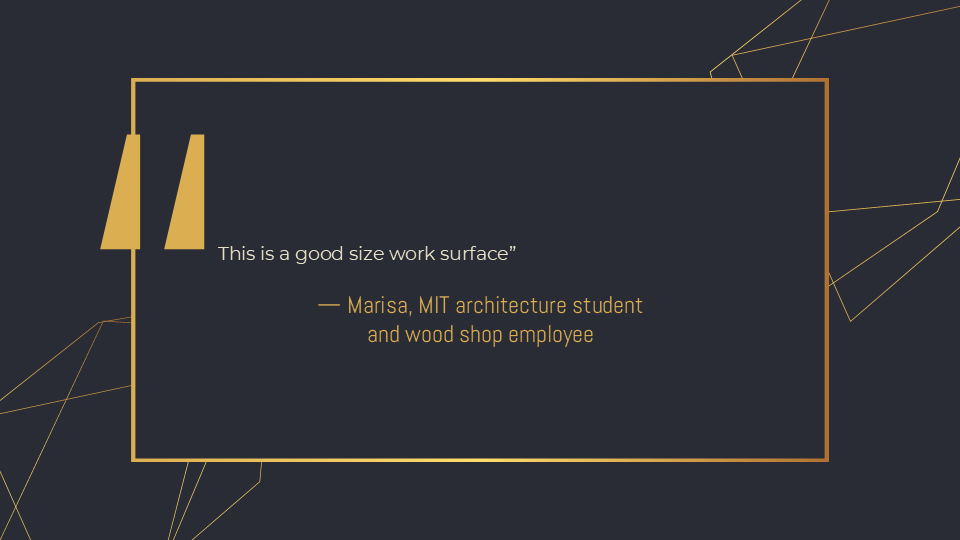 "This is a good size work surface”
— Marisa, MIT architecture student
and wood shop employee